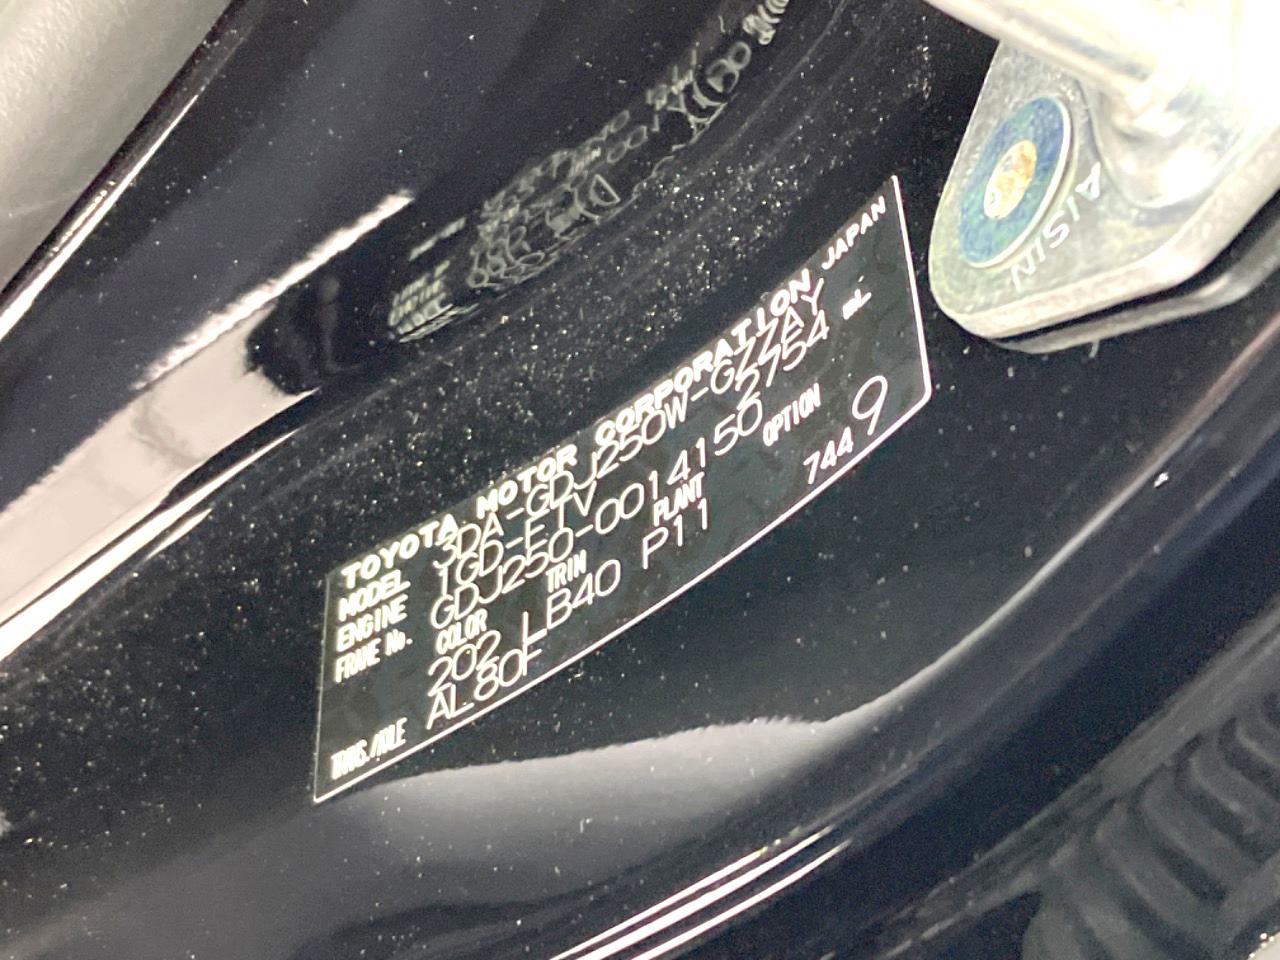 TOYOTA MOTOR CORPORATION JAPAN
MODEL 3DA-GDJ250W-GZZAY
ENGINE 1GD-FTV 2754 mL
FRAME No. GDJ250-0014150
COLOR TRIM PLANT OPTION
202 LB40 P11 744 9
TRANS./AXLE AL80F
AISIN